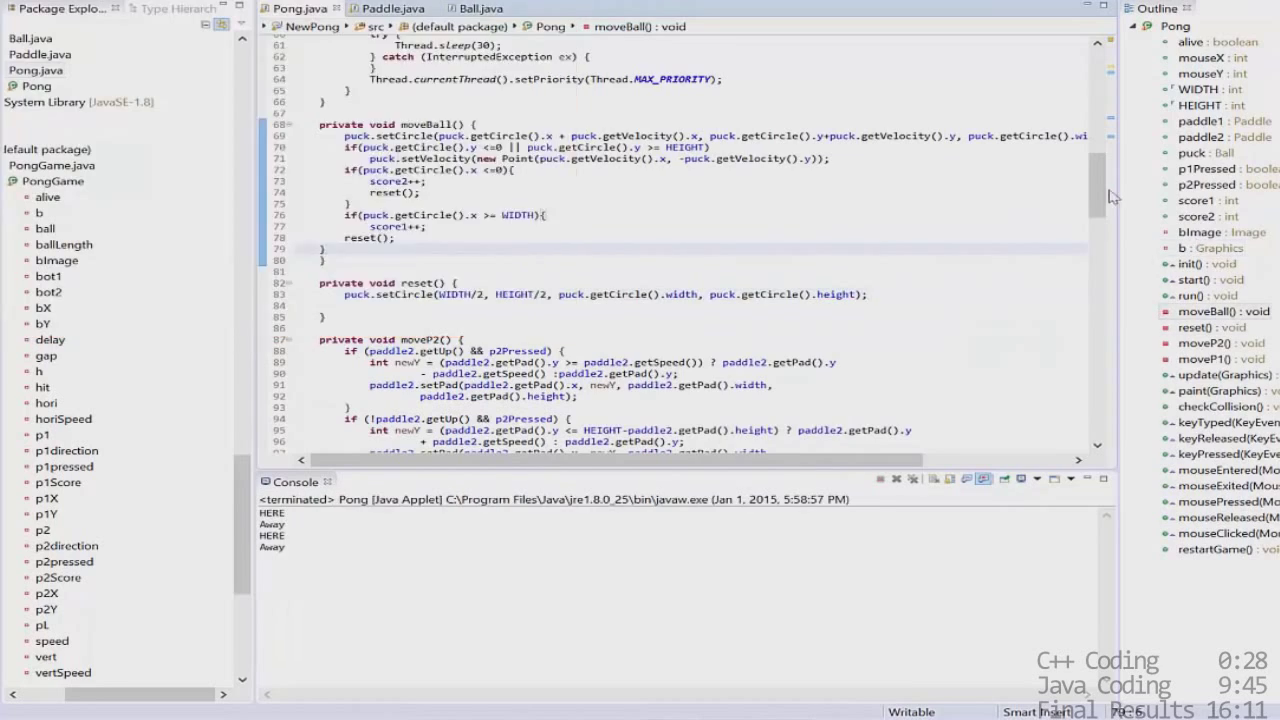 Package Explo...
Type Hierarch
Ball.java
Paddle.java
Pong.java
Pong
System Library [JavaSE-1.8]
default package)
PongGame.java
PongGame
alive
b
ball
ballLength
bImage
bot1
bot2
bX
bY
delay
gap
h
hit
hori
horiSpeed
p1
p1direction
p1pressed
p1Score
p1X
p1Y
p2
p2direction
p2pressed
p2Score
p2X
p2Y
pL
speed
vert
vertSpeed
Pong.java
Paddle.java
Ball.java
NewPong
src
(default package)
Pong
moveBall() : void
60 try {
61 Thread.sleep(30);
62 } catch (InterruptedException ex) {
63 }
64 Thread.currentThread().setPriority(Thread.MAX_PRIORITY);
65 }
66 }
67
68 private void moveBall() {
69 puck.setCircle(puck.getCircle().x + puck.getVelocity().x, puck.getCircle().y+puck.getVelocity().y, puck.getCircle().wi
70 if(puck.getCircle().y <=0 || puck.getCircle().y >= HEIGHT)
71 puck.setVelocity(new Point(puck.getVelocity().x, -puck.getVelocity().y));
72 if(puck.getCircle().x <=0){
73 score2++;
74 reset();
75 }
76 if(puck.getCircle().x >= WIDTH){
77 score1++;
78 reset();
79 }
80 }
81
82 private void reset() {
83 puck.setCircle(WIDTH/2, HEIGHT/2, puck.getCircle().width, puck.getCircle().height);
84
85 }
86
87 private void moveP2() {
88 if (paddle2.getUp() && p2Pressed) {
89 int newY = (paddle2.getPad().y >= paddle2.getSpeed()) ? paddle2.getPad().y
90 - paddle2.getSpeed() :paddle2.getPad().y;
91 paddle2.setPad(paddle2.getPad().x, newY, paddle2.getPad().width,
92 paddle2.getPad().height);
93 }
94 if (!paddle2.getUp() && p2Pressed) {
95 int newY = (paddle2.getPad().y <= HEIGHT-paddle2.getPad().height) ? paddle2.getPad().y
96 + paddle2.getSpeed() : paddle2.getPad().y;
97 paddle2.setPad(paddle2.getPad().x, newY, paddle2.getPad().width,
Console
<terminated> Pong [Java Applet] C:\Program Files\Java\jre1.8.0_25\bin\javaw.exe (Jan 1, 2015, 5:58:57 PM)
HERE
Away
HERE
Away
Outline
Pong
alive : boolean
mouseX : int
mouseY : int
WIDTH : int
HEIGHT : int
paddle1 : Paddle
paddle2 : Paddle
puck : Ball
p1Pressed : boole
p2Pressed : boole
score1 : int
score2 : int
bImage : Image
b : Graphics
init() : void
start() : void
run() : void
moveBall() : void
reset() : void
moveP2() : void
moveP1() : void
update(Graphics)
paint(Graphics)
checkCollision() :
keyTyped(KeyEve
keyReleased(KeyE
keyPressed(KeyEv
mouseEntered(Mo
mouseExited(Mou
mousePressed(Mo
mouseReleased(M
mouseClicked(Mou
restartGame() : vo
C++ Coding 0:28
Java Coding 9:45
Final Results 16:11
Writable
Smart Insert